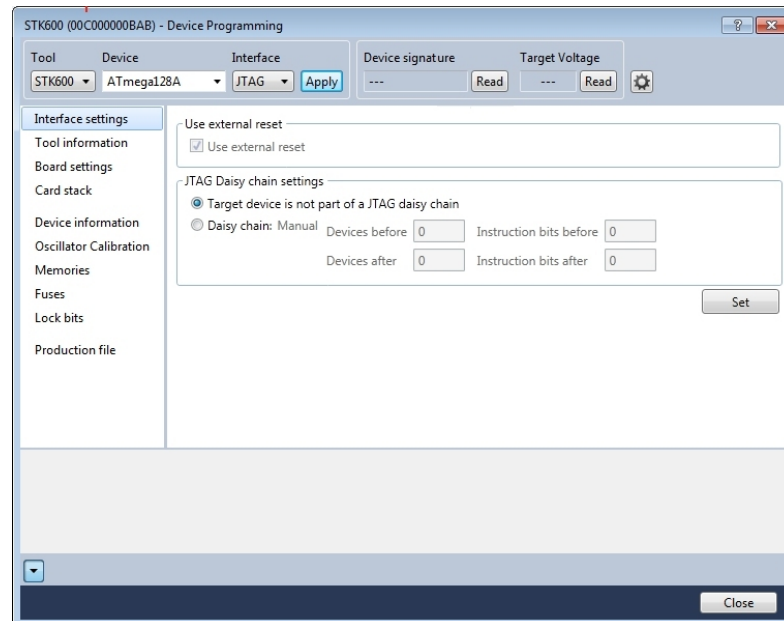 STK600 (00C000000BAB) - Device Programming
Tool Device Interface Device signature Target Voltage
STK600 ATmega128A JTAG Apply --- Read --- Read
Interface settings
Tool information
Board settings
Card stack
Device information
Oscillator Calibration
Memories
Fuses
Lock bits
Production file
Use external reset
Use external reset
JTAG Daisy chain settings
Target device is not part of a JTAG daisy chain
Daisy chain: Manual Devices before 0 Instruction bits before 0
Devices after 0 Instruction bits after 0
Set
Close